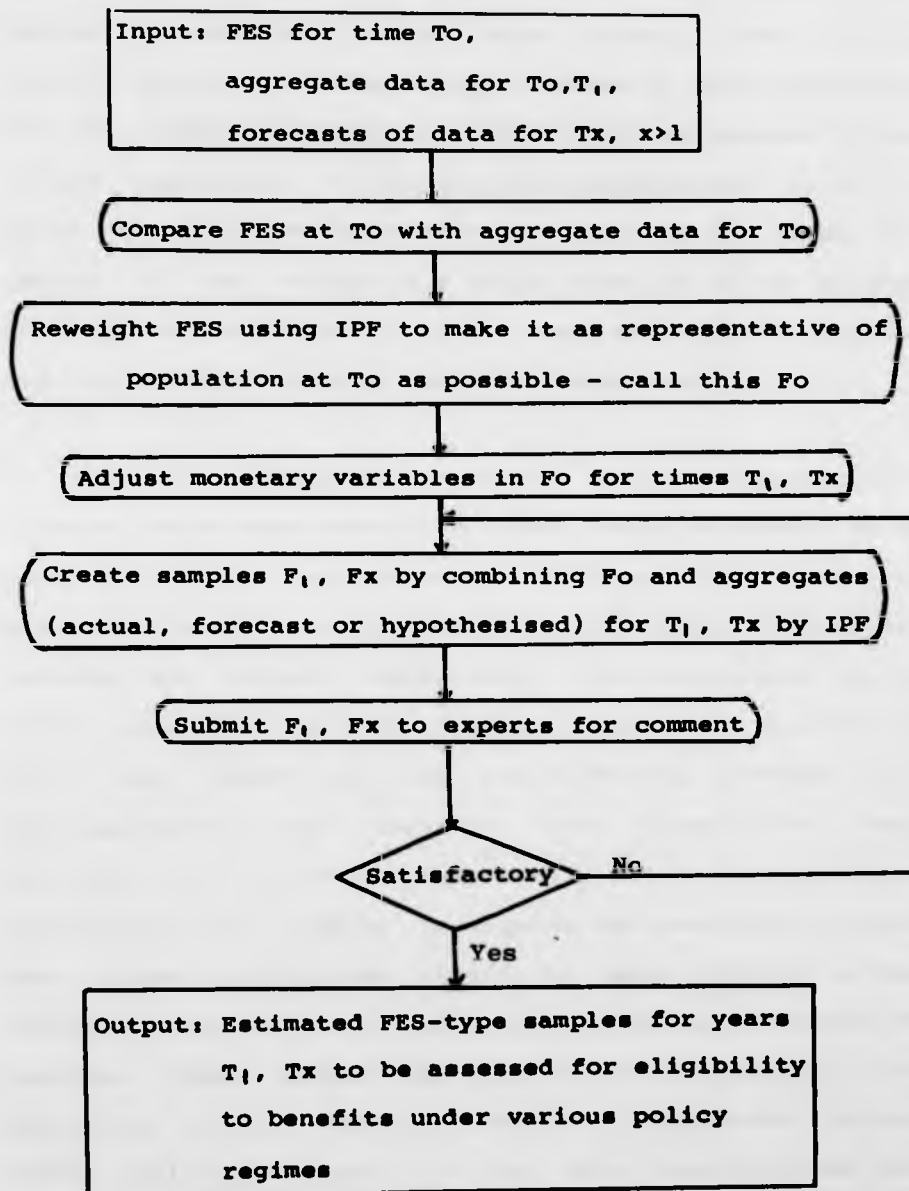 Input: FES for time To,
aggregate data for To,T₁,
forecasts of data for Tx, x>1
Compare FES at To with aggregate data for To
Reweight FES using IPF to make it as representative of
population at To as possible - call this Fo
Adjust monetary variables in Fo for times T₁, Tx
Create samples F₁, Fx by combining Fo and aggregates
(actual, forecast or hypothesised) for T₁, Tx by IPF
Submit F₁, Fx to experts for comment
Satisfactory
No
Yes
Output: Estimated FES-type samples for years
T₁, Tx to be assessed for eligibility
to benefits under various policy
regimes